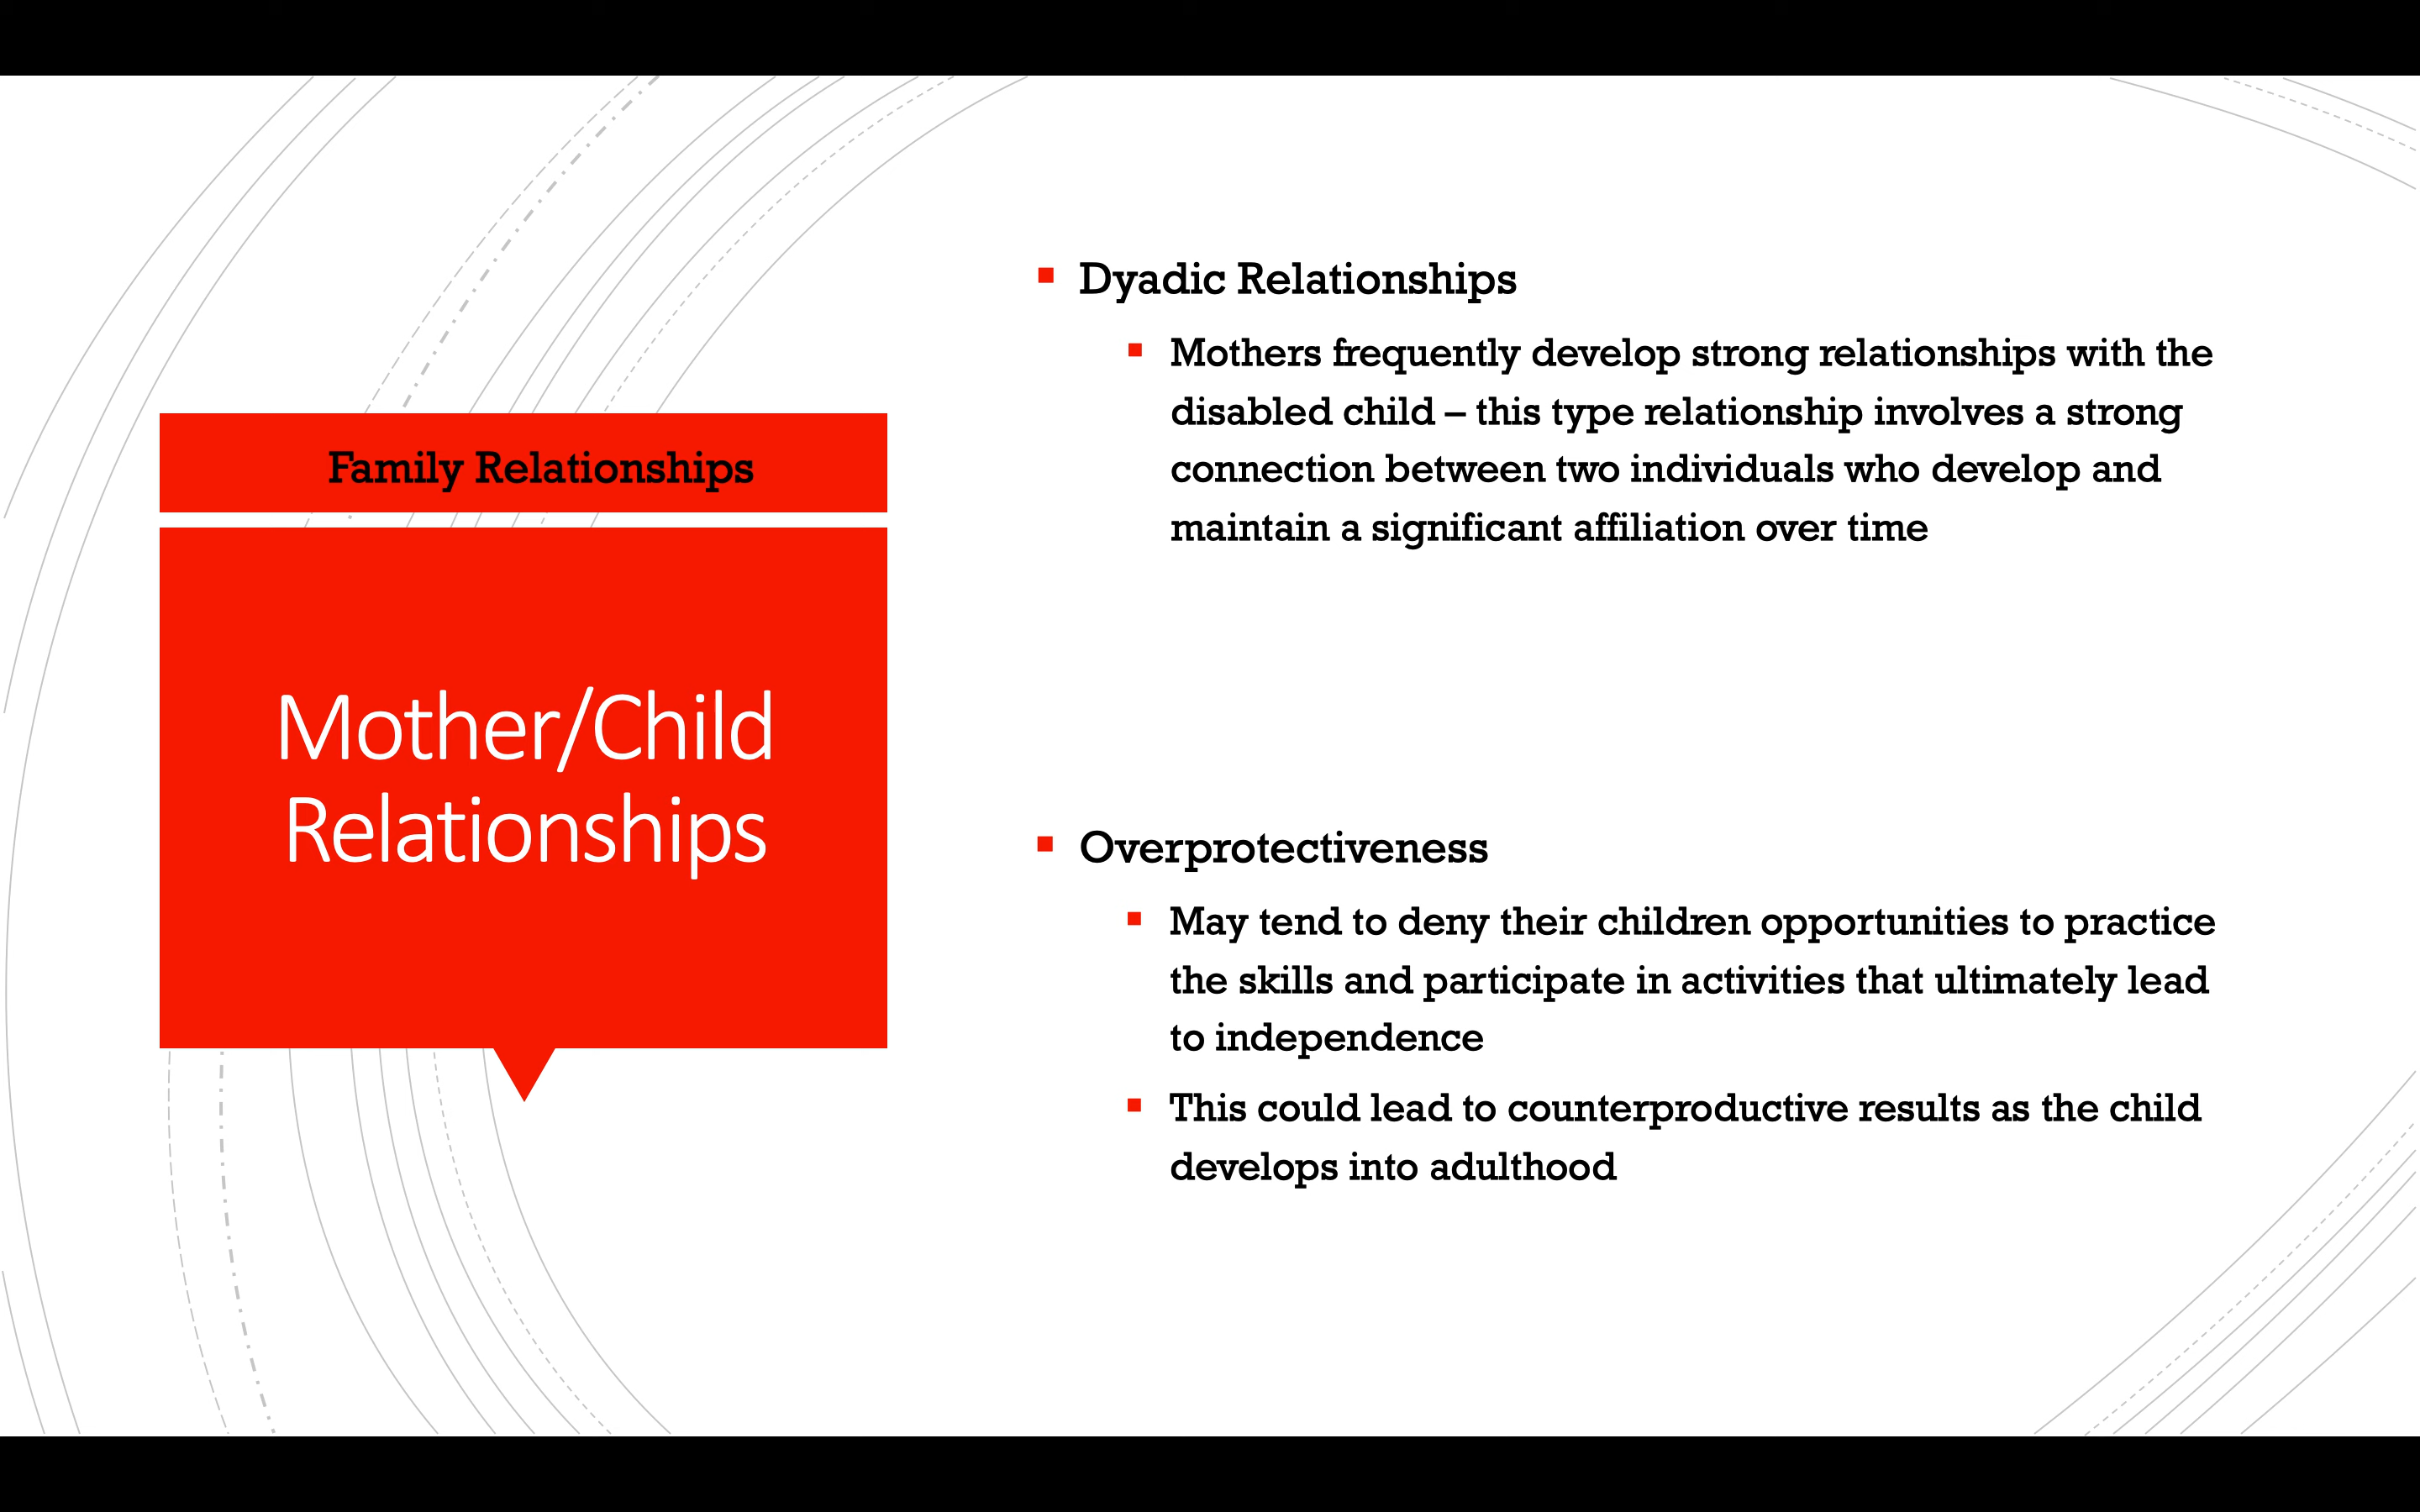 Family Relationships
Mother/Child
Relationships
Dyadic Relationships
Mothers frequently develop strong relationships with the
disabled child – this type relationship involves a strong
connection between two individuals who develop and
maintain a significant affiliation over time
Overprotectiveness
May tend to deny their children opportunities to practice
the skills and participate in activities that ultimately lead
to independence
This could lead to counterproductive results as the child
develops into adulthood